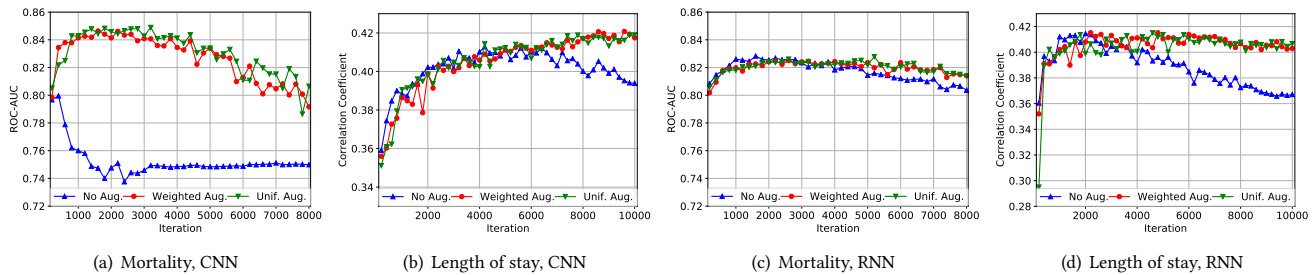 0.86
0.84
0.82
0.80
0.78
0.76
0.74
0.72
ROC-AUC
No Aug. Weighted Aug. Unif. Aug.
1000 2000 3000 4000 5000 6000 7000 8000
Iteration
(a) Mortality, CNN
0.42
0.40
0.38
0.36
0.34
Correlation Coefficient
No Aug. Weighted Aug. Unif. Aug.
2000 4000 6000 8000 10000
Iteration
(b) Length of stay, CNN
0.86
0.84
0.82
0.80
0.78
0.76
0.74
0.72
ROC-AUC
No Aug. Weighted Aug. Unif. Aug.
1000 2000 3000 4000 5000 6000 7000 8000
Iteration
(c) Mortality, RNN
0.42
0.40
0.38
0.36
0.34
0.32
0.30
0.28
Correlation Coefficient
No Aug. Weighted Aug. Unif. Aug.
2000 4000 6000 8000 10000
Iteration
(d) Length of stay, RNN